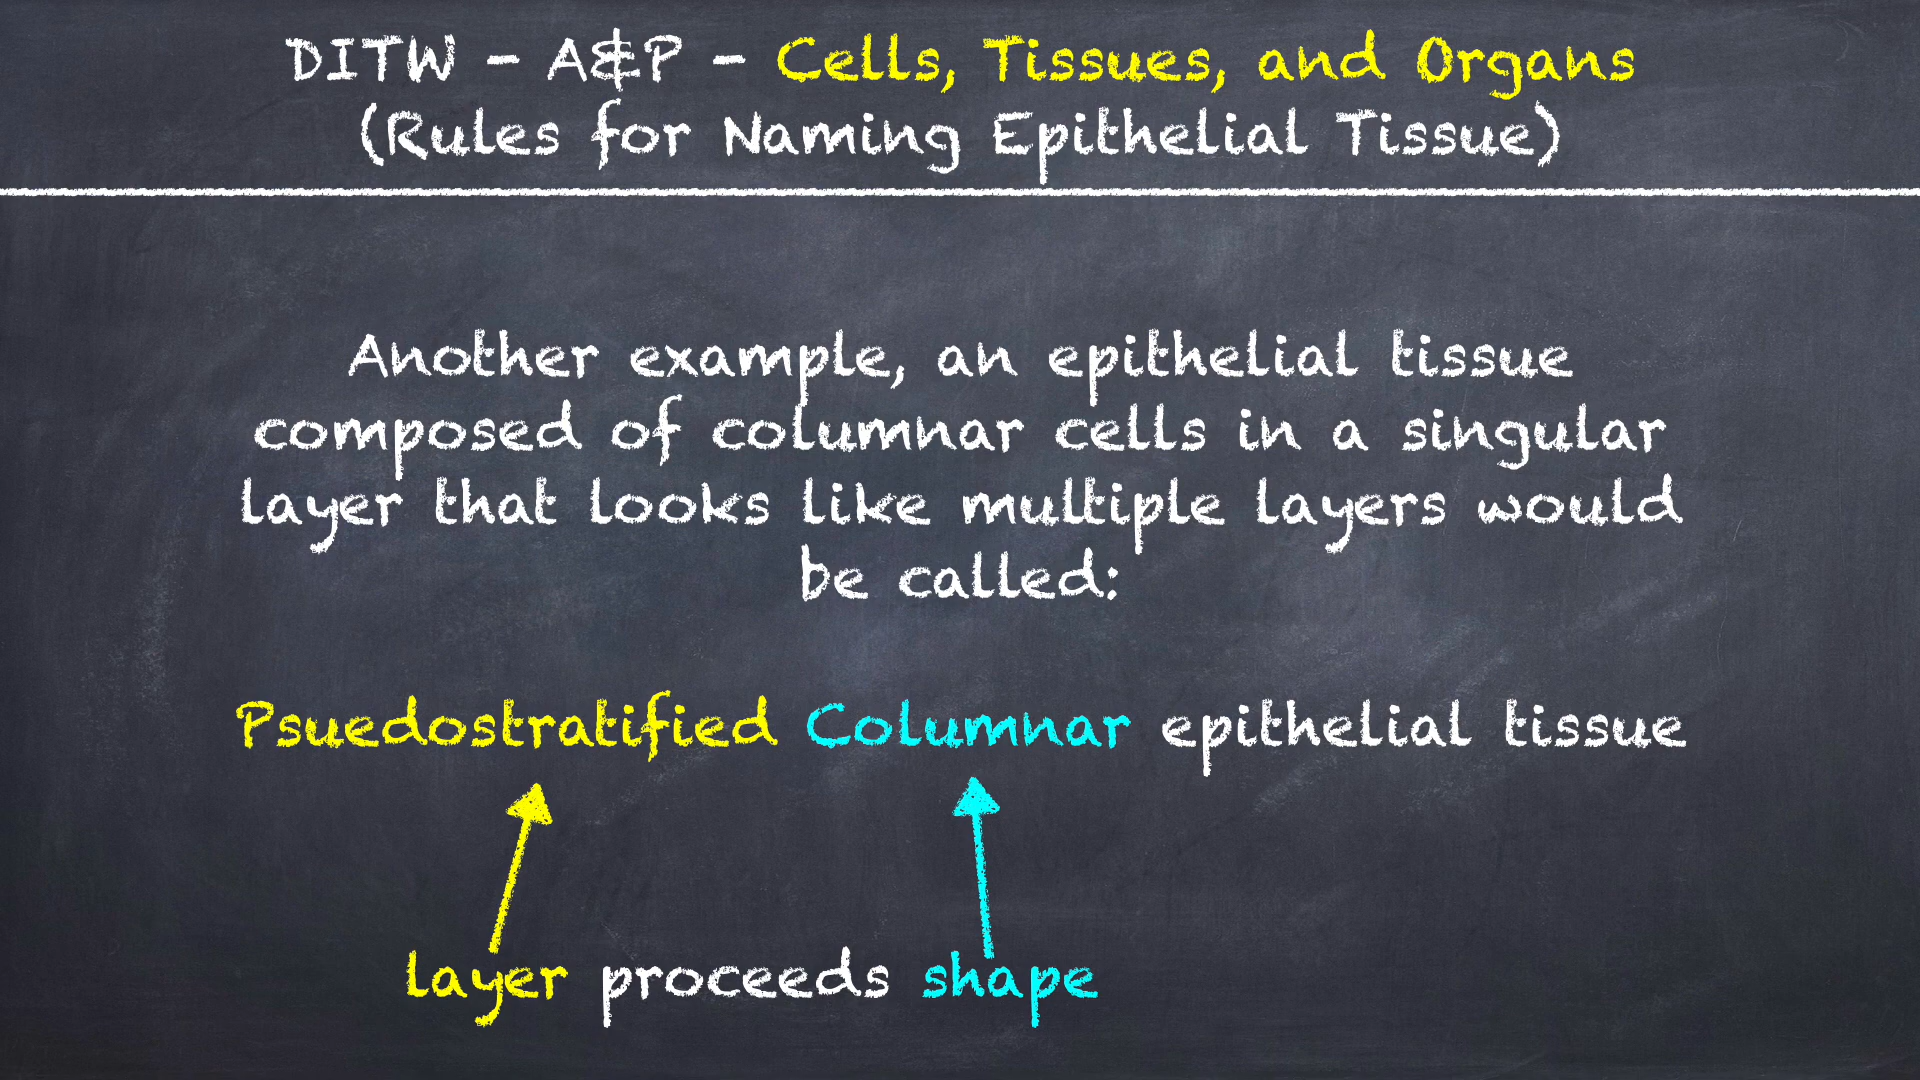 DITW - A&P - Cells, Tissues, and Organs
(Rules for Naming Epithelial Tissue)
Another example, an epithelial tissue
composed of columnar cells in a singular
layer that looks like multiple layers would
be called:
Psuedostratified Columnar epithelial tissue
layer proceeds shape